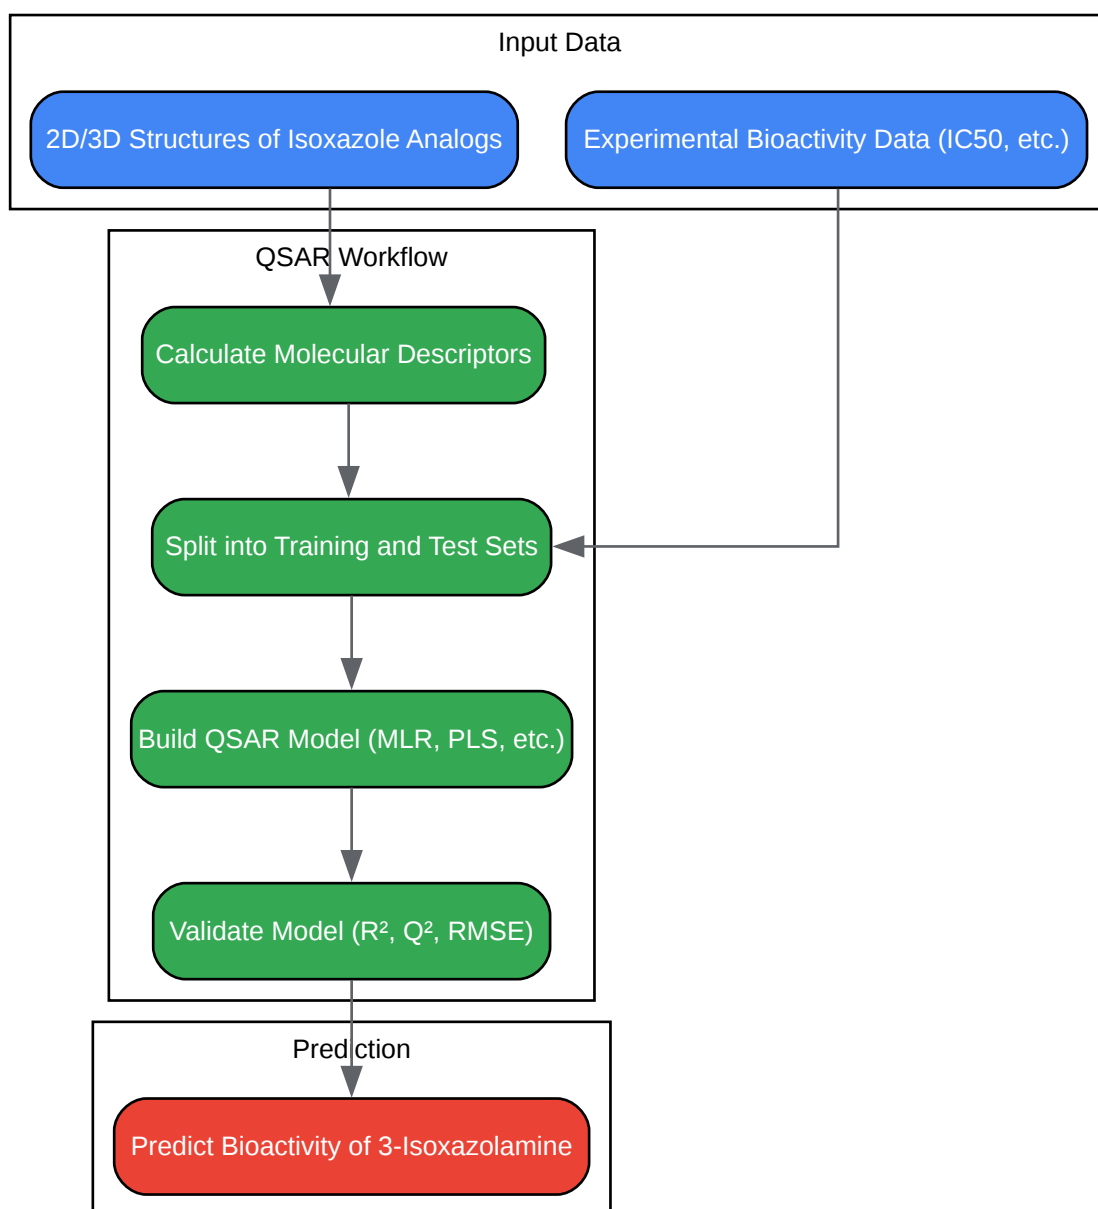 Input Data
2D/3D Structures of Isoxazole Analogs
Experimental Bioactivity Data (IC50, etc.)
QSAR Workflow
Calculate Molecular Descriptors
Split into Training and Test Sets
Build QSAR Model (MLR, PLS, etc.)
Validate Model (R², Q², RMSE)
Prediction
Predict Bioactivity of 3-Isoxazolamine